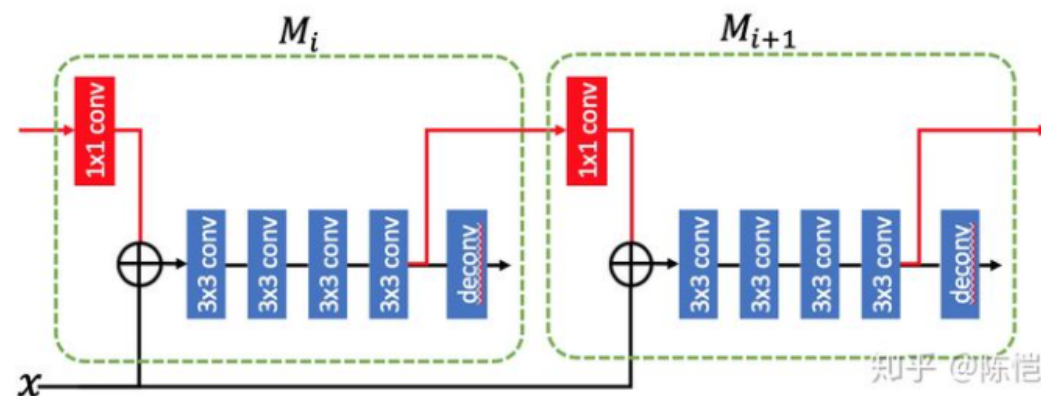 M_i
M_{i+1}
1x1 conv
1x1 conv
3x3 conv
3x3 conv
3x3 conv
3x3 conv
deconv
3x3 conv
3x3 conv
3x3 conv
3x3 conv
deconv
x
知乎 @陈恺